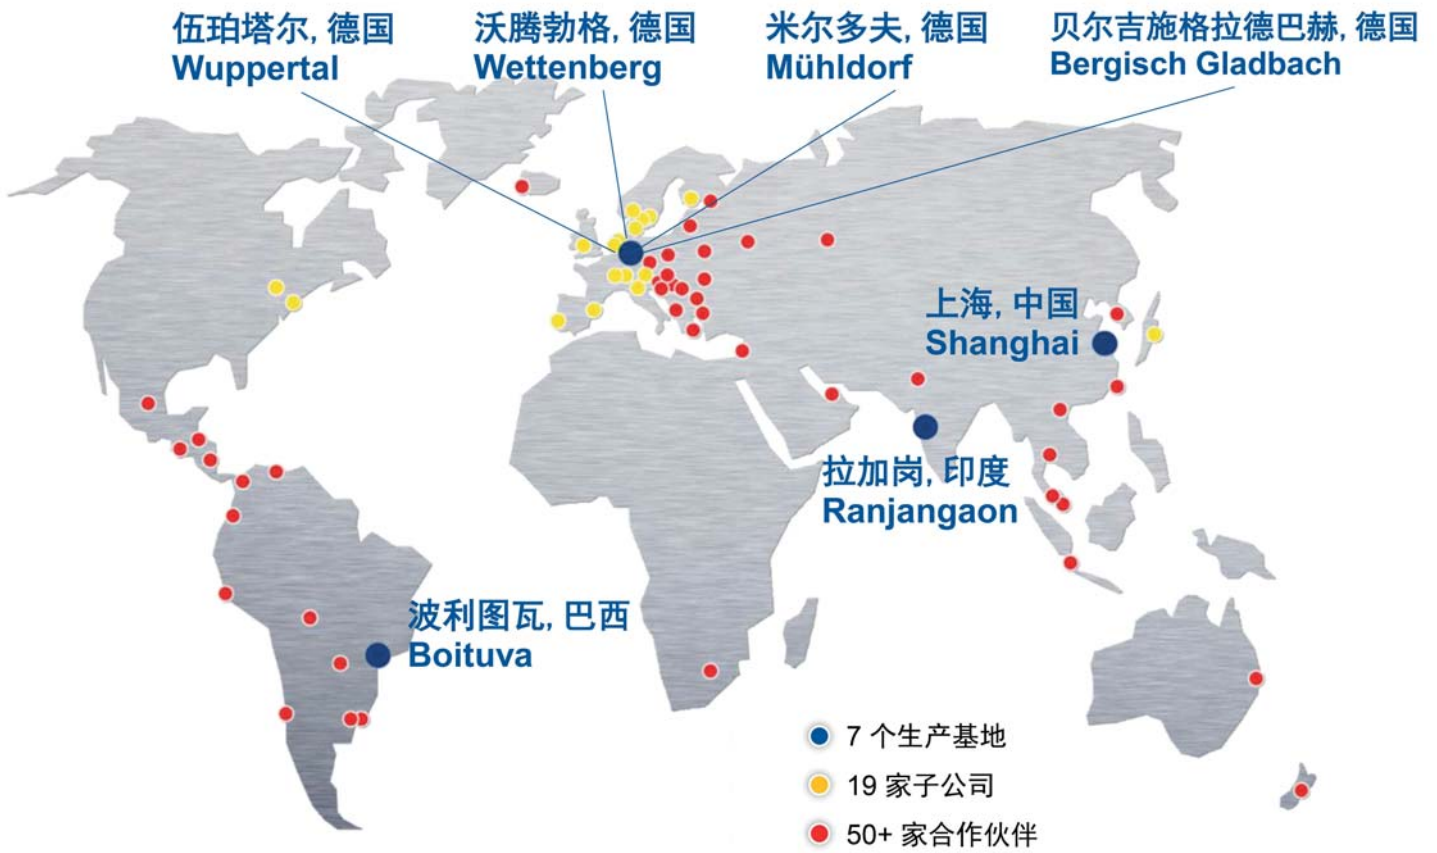 伍珀塔尔, 德国
Wuppertal
沃腾勃格, 德国
Wettenberg
米尔多夫, 德国
Mühldorf
贝尔吉施格拉德巴赫, 德国
Bergisch Gladbach
上海, 中国
Shanghai
拉加岗, 印度
Ranjangaon
波利图瓦, 巴西
Boituva
7 个生产基地
19 家子公司
50+ 家合作伙伴